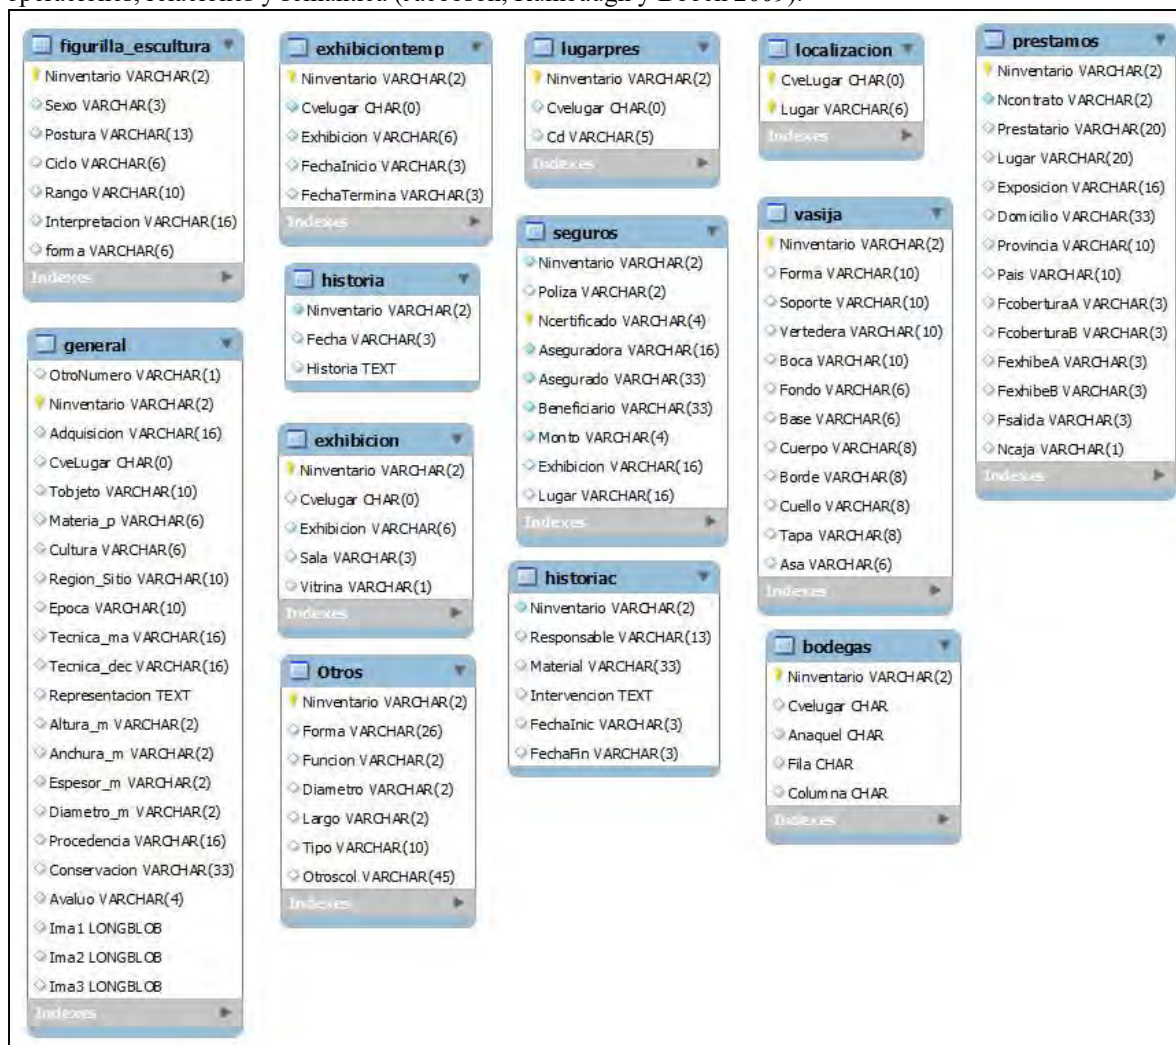 operaciones, relaciones y semántica (Jacobson, Rumbaugh y Booch 2009).
figurilla_escultura
Ninventario VARCHAR(2)
Sexo VARCHAR(3)
Postura VARCHAR(13)
Ciclo VARCHAR(6)
Rango VARCHAR(10)
Interpretacion VARCHAR(16)
forma VARCHAR(6)
Indexes
general
OtroNumero VARCHAR(1)
Ninventario VARCHAR(2)
Adquisicion VARCHAR(16)
CveLugar CHAR(0)
Tobjeto VARCHAR(10)
Materia_p VARCHAR(6)
Cultura VARCHAR(6)
Region_Sitio VARCHAR(10)
Epoca VARCHAR(10)
Tecnica_ma VARCHAR(16)
Tecnica_dec VARCHAR(16)
Representacion TEXT
Altura_m VARCHAR(2)
Anchura_m VARCHAR(2)
Espesor_m VARCHAR(2)
Diametro_m VARCHAR(2)
Procedencia VARCHAR(16)
Conservacion VARCHAR(33)
Avaluo VARCHAR(4)
Ima1 LONGBLOB
Ima2 LONGBLOB
Ima3 LONGBLOB
Indexes
exhibiciontemp
Ninventario VARCHAR(2)
Cvelugar CHAR(0)
Exhibicion VARCHAR(6)
FechaInicio VARCHAR(3)
FechaTermina VARCHAR(3)
Indexes
historia
Ninventario VARCHAR(2)
Fecha VARCHAR(3)
Historia TEXT
exhibicion
Ninventario VARCHAR(2)
Cvelugar CHAR(0)
Exhibicion VARCHAR(6)
Sala VARCHAR(3)
Vitrina VARCHAR(1)
Indexes
Otros
Ninventario VARCHAR(2)
Forma VARCHAR(26)
Funcion VARCHAR(2)
Diametro VARCHAR(2)
Largo VARCHAR(2)
Tipo VARCHAR(10)
Otroscol VARCHAR(45)
Indexes
lugarpres
Ninventario VARCHAR(2)
Cvelugar CHAR(0)
Cd VARCHAR(5)
Indexes
seguros
Ninventario VARCHAR(2)
Poliza VARCHAR(2)
Ncertificado VARCHAR(4)
Aseguradora VARCHAR(16)
Asegurado VARCHAR(33)
Beneficiario VARCHAR(33)
Monto VARCHAR(4)
Exhibicion VARCHAR(16)
Lugar VARCHAR(16)
Indexes
historiac
Ninventario VARCHAR(2)
Responsable VARCHAR(13)
Material VARCHAR(33)
Intervencion TEXT
FechaInic VARCHAR(3)
FechaFin VARCHAR(3)
localizacion
CveLugar CHAR(0)
Lugar VARCHAR(6)
Indexes
vasija
Ninventario VARCHAR(2)
Forma VARCHAR(10)
Soporte VARCHAR(10)
Vertedera VARCHAR(10)
Boca VARCHAR(10)
Fondo VARCHAR(6)
Base VARCHAR(6)
Cuerpo VARCHAR(8)
Borde VARCHAR(8)
Cuello VARCHAR(8)
Tapa VARCHAR(8)
Asa VARCHAR(6)
Indexes
bodegas
Ninventario VARCHAR(2)
Cvelugar CHAR
Anaquel CHAR
Fila CHAR
Columna CHAR
Indexes
prestamos
Ninventario VARCHAR(2)
Ncontrato VARCHAR(2)
Prestatario VARCHAR(20)
Lugar VARCHAR(20)
Exposicion VARCHAR(16)
Domicilio VARCHAR(33)
Provincia VARCHAR(10)
Pais VARCHAR(10)
FcoberturaA VARCHAR(3)
FcoberturaB VARCHAR(3)
FexhibeA VARCHAR(3)
FexhibeB VARCHAR(3)
Fsalida VARCHAR(3)
Ncaja VARCHAR(1)
Indexes